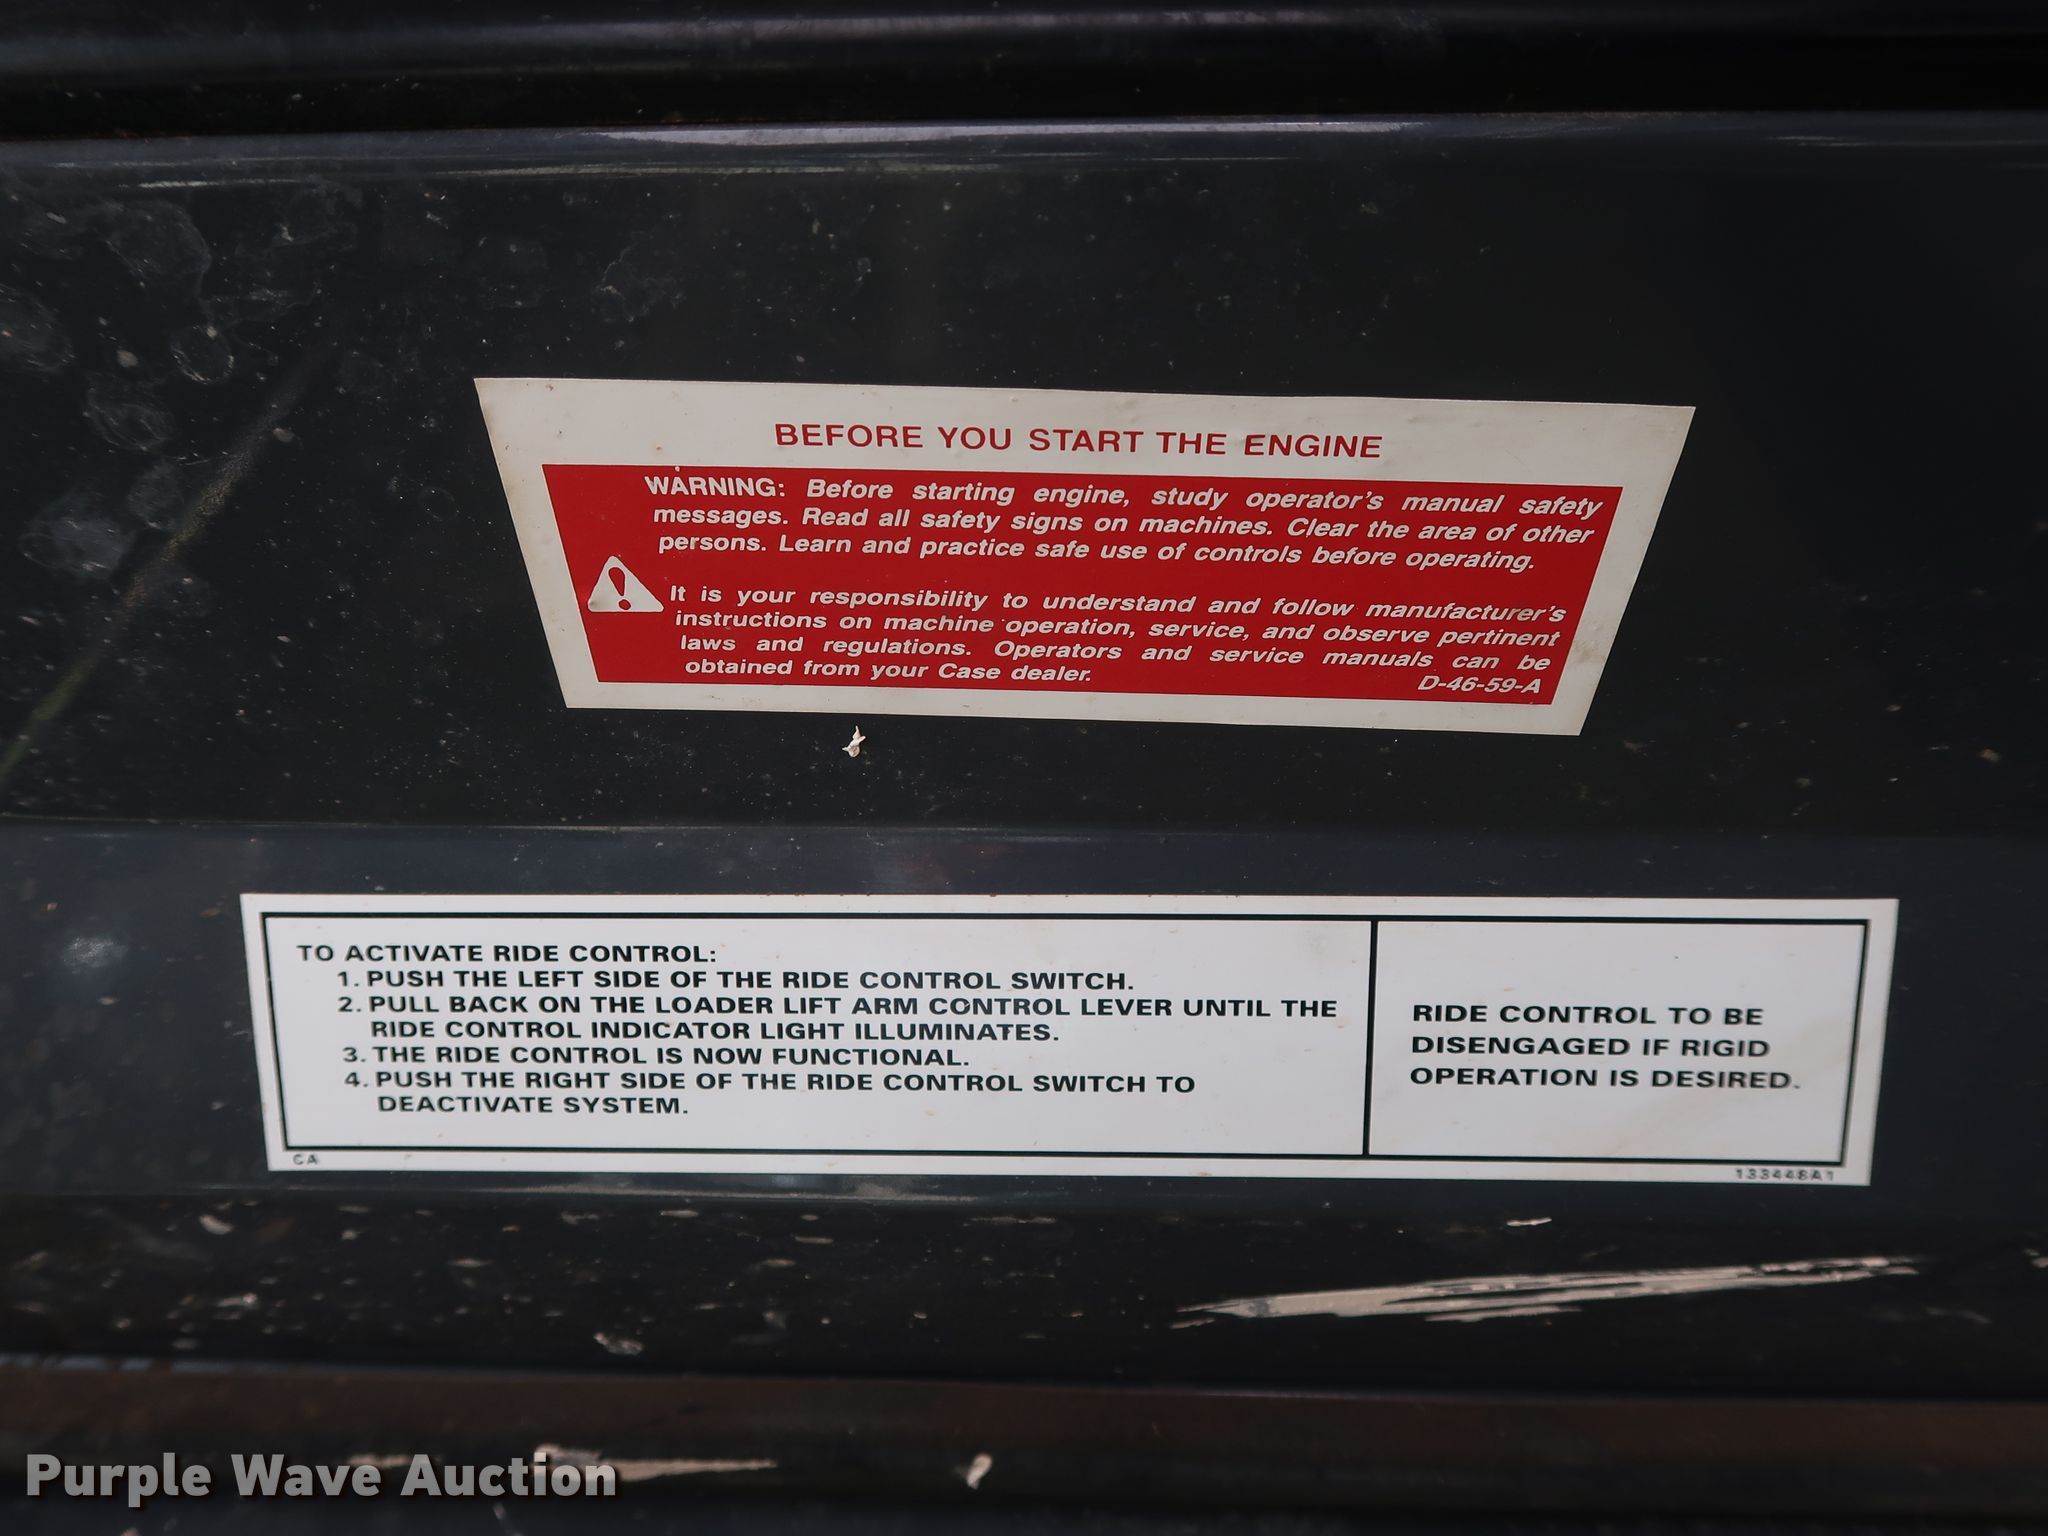 BEFORE YOU START THE ENGINE
WARNING: Before starting engine, study operator's manual safety
messages. Read all safety signs on machines. Clear the area of other
persons. Learn and practice safe use of controls before operating.
It is your responsibility to understand and follow manufacturer's
instructions on machine operation, service, and observe pertinent
laws and regulations. Operators and service manuals can be
obtained from your Case dealer.
D-46-59-A
TO ACTIVATE RIDE CONTROL:
1. PUSH THE LEFT SIDE OF THE RIDE CONTROL SWITCH.
2. PULL BACK ON THE LOADER LIFT ARM CONTROL LEVER UNTIL THE
RIDE CONTROL INDICATOR LIGHT ILLUMINATES.
3. THE RIDE CONTROL IS NOW FUNCTIONAL.
4. PUSH THE RIGHT SIDE OF THE RIDE CONTROL SWITCH TO
DEACTIVATE SYSTEM.
RIDE CONTROL TO BE
DISENGAGED IF RIGID
OPERATION IS DESIRED.
CA
133448A1
Purple Wave Auction